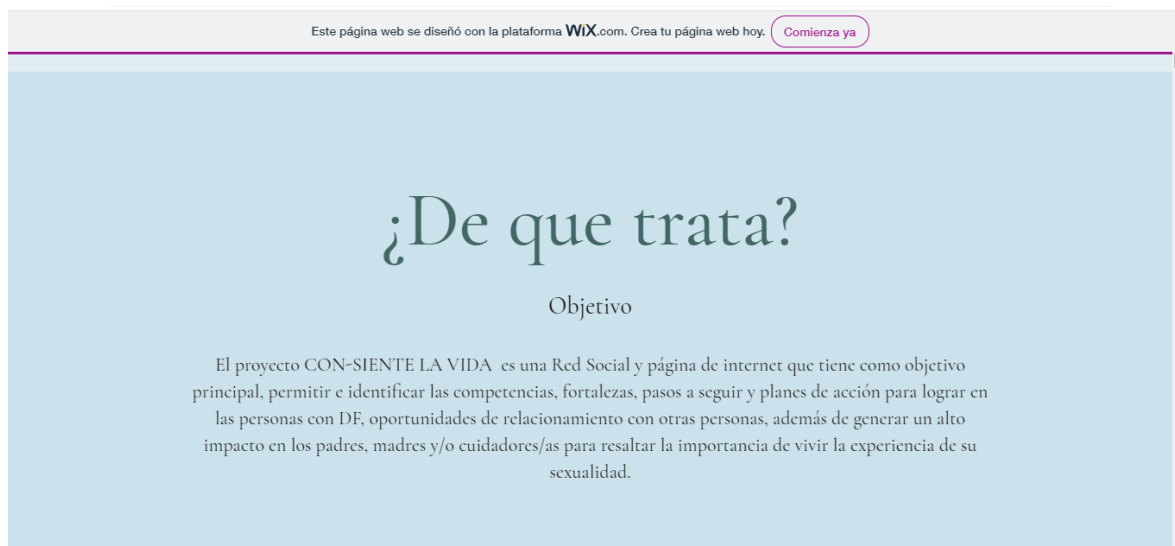 Este página web se diseñó con la plataforma WiX.com. Crea tu página web hoy. Comienza ya
¿De que trata?
Objetivo
El proyecto CON-SIENTE LA VIDA es una Red Social y página de internet que tiene como objetivo
principal, permitir e identificar las competencias, fortalezas, pasos a seguir y planes de acción para lograr en
las personas con DF, oportunidades de relacionamiento con otras personas, además de generar un alto
impacto en los padres, madres y/o cuidadores/as para resaltar la importancia de vivir la experiencia de su
sexualidad.